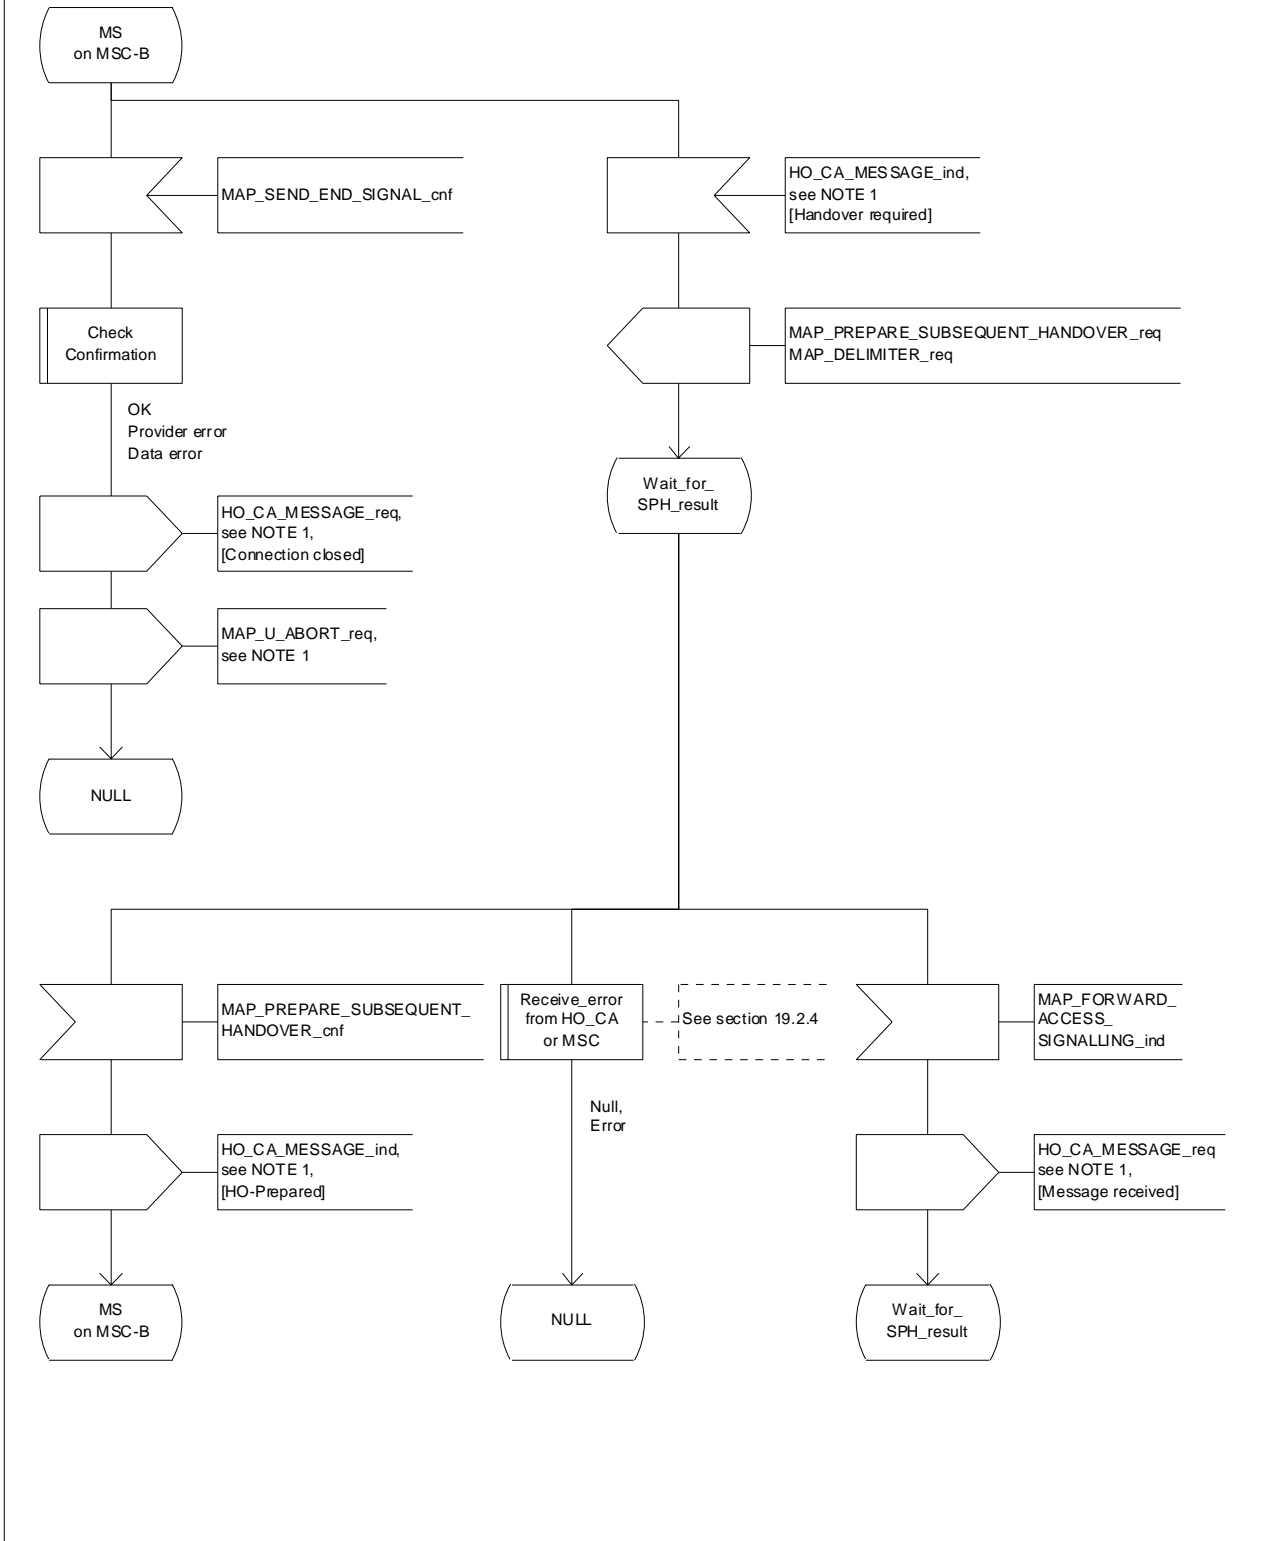 MS
on MSC-B
MAP_SEND_END_SIGNAL_cnf
HO_CA_MESSAGE_ind,
see NOTE 1
[Handover required]
Check
Confirmation
MAP_PREPARE_SUBSEQUENT_HANDOVER_req
MAP_DELIMITER_req
OK
Provider error
Data error
Wait_for_
SPH_result
HO_CA_MESSAGE_req,
see NOTE 1,
[Connection closed]
MAP_U_ABORT_req,
see NOTE 1
NULL
MAP_PREPARE_SUBSEQUENT_
HANDOVER_cnf
Receive_error
from HO_CA
or MSC
See section 19.2.4
MAP_FORWARD_
ACCESS_
SIGNALLING_ind
Null,
Error
HO_CA_MESSAGE_ind,
see NOTE 1,
[HO-Prepared]
HO_CA_MESSAGE_req
see NOTE 1,
[Message received]
MS
on MSC-B
NULL
Wait_for_
SPH_result